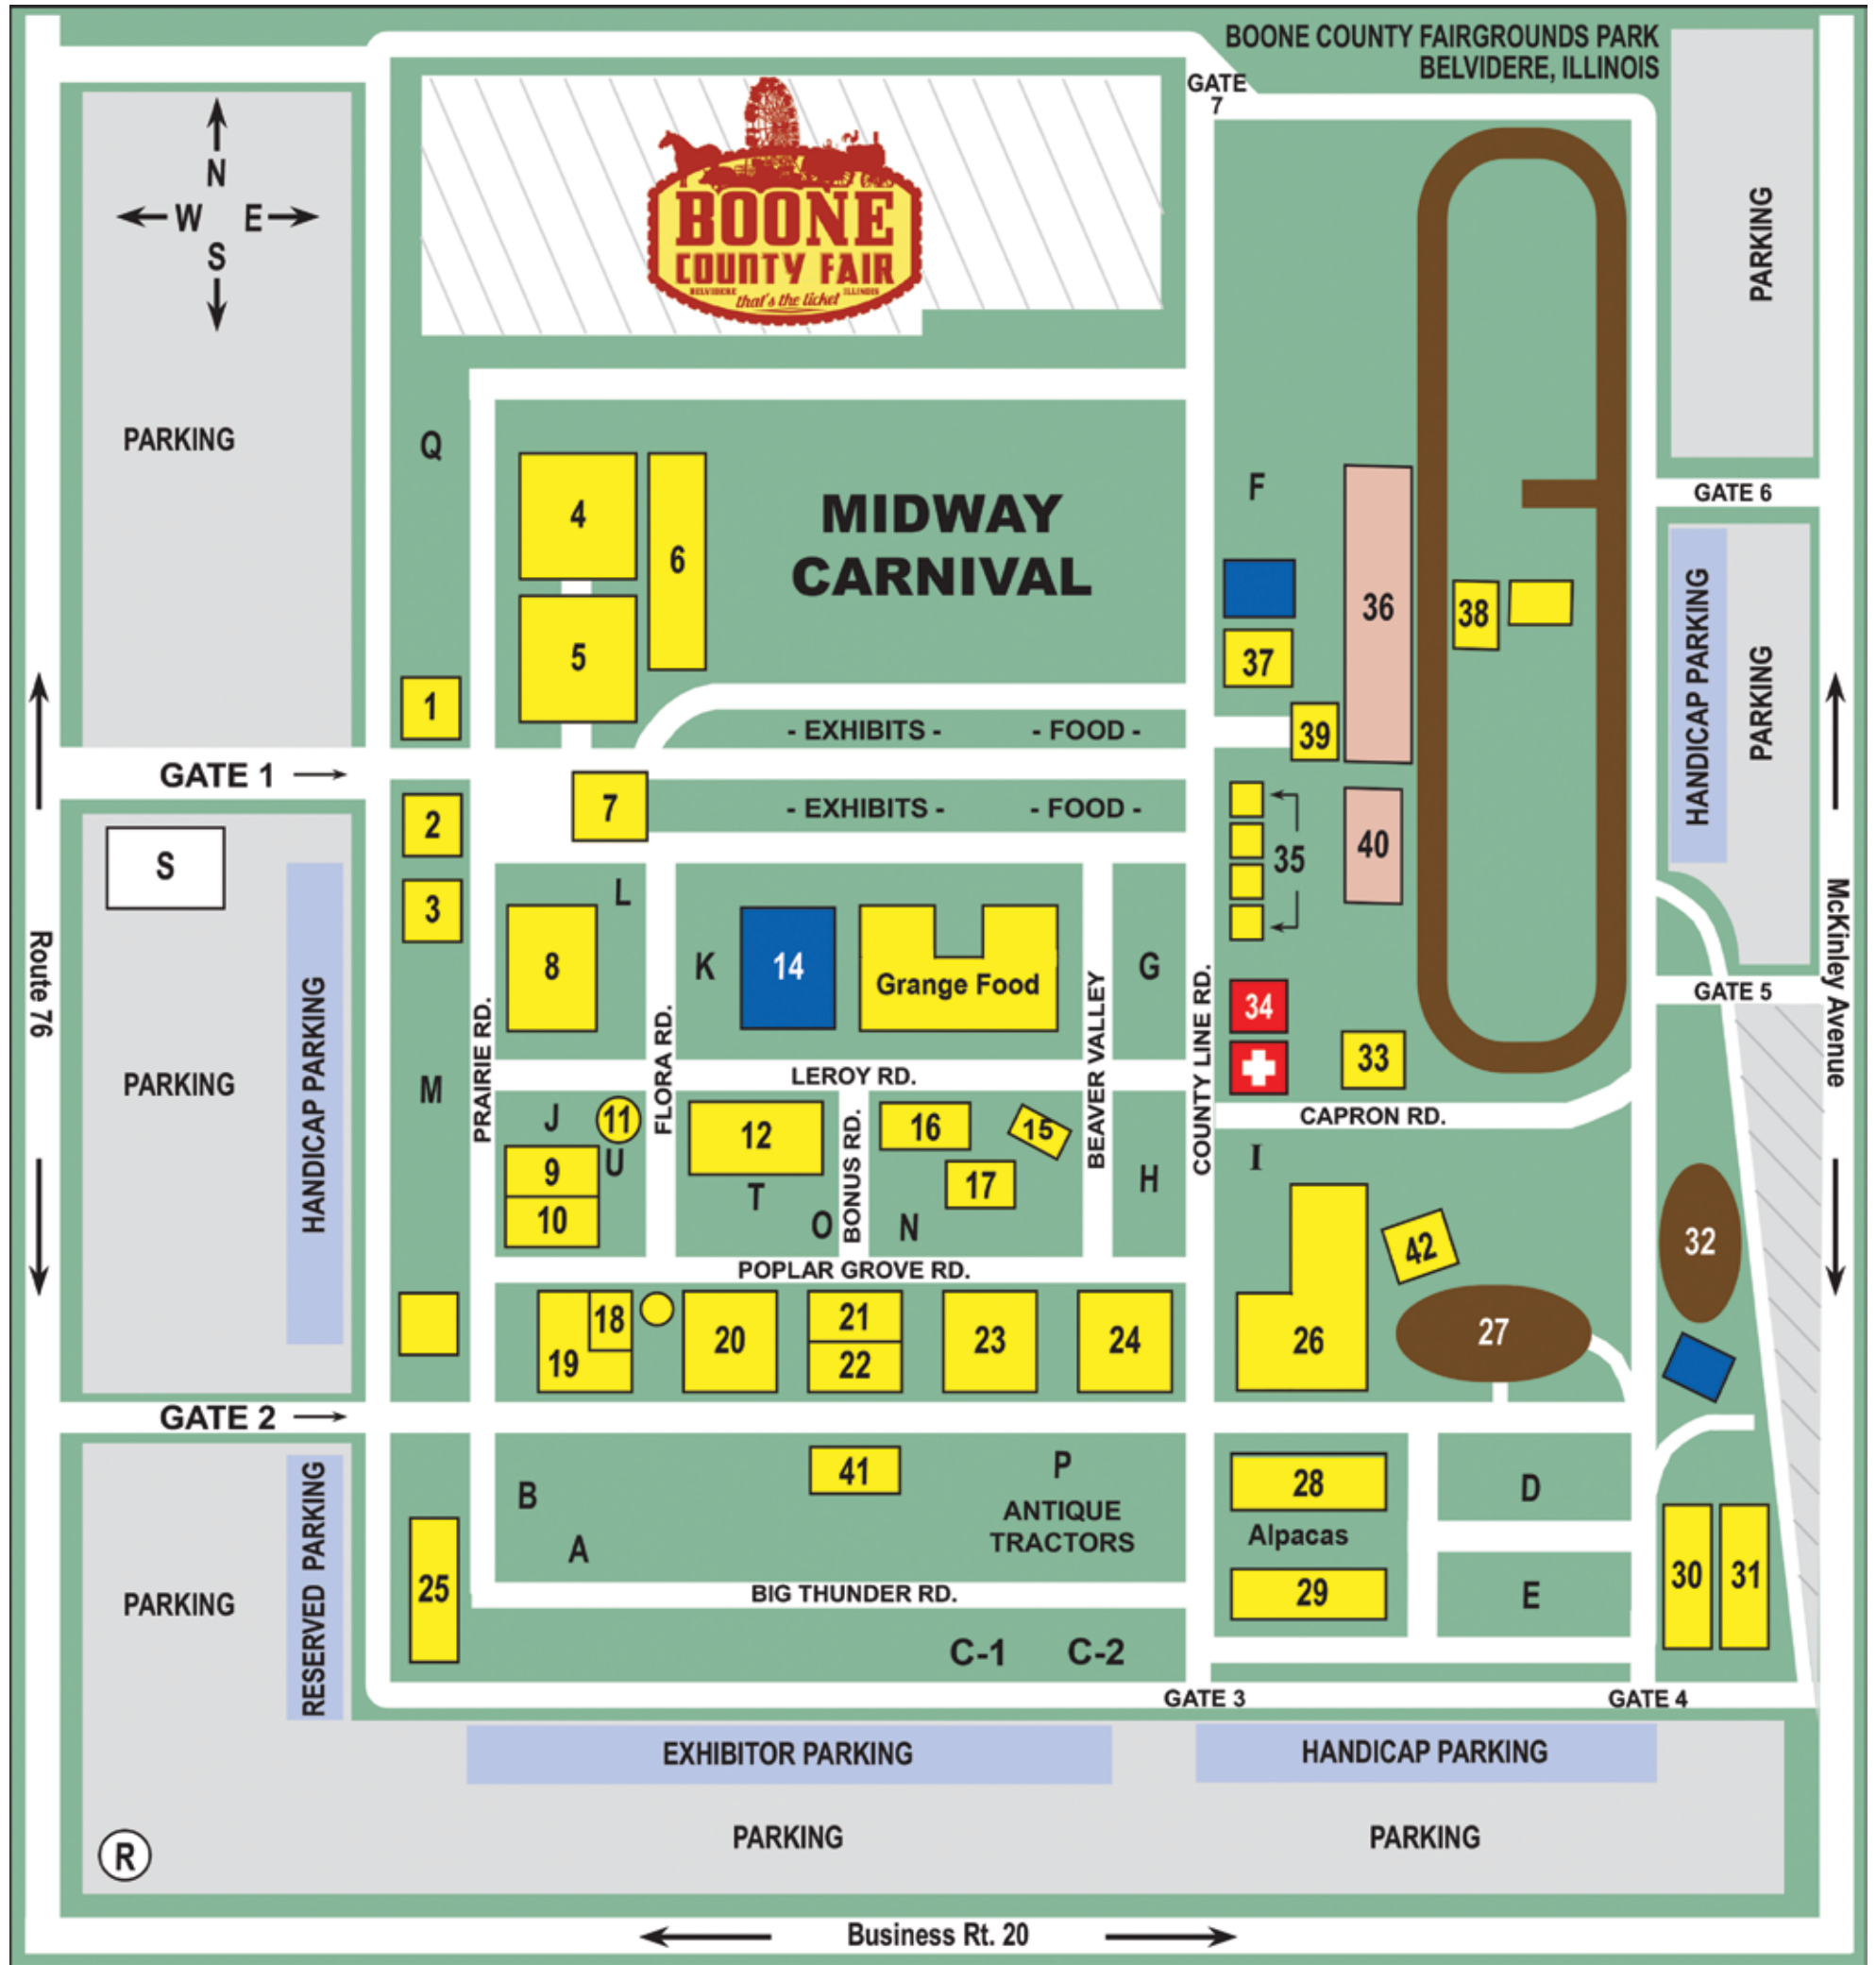 BOONE COUNTY FAIRGROUNDS PARK
BELVIDERE, ILLINOIS
GATE
7
N
W E
S
BOONE
COUNTY FAIR
BELVIDERE
ILLINOIS
that's the ticket
PARKING
PARKING
Q
4
6
5
MIDWAY
CARNIVAL
F
36
37
38
39
GATE 6
HANDICAP PARKING
PARKING
1
- EXHIBITS -
- FOOD -
GATE 1
7
- EXHIBITS -
- FOOD -
2
3
S
35
40
Route 76
PARKING
HANDICAP PARKING
M
L
8
K
14
Grange Food
G
PRAIRIE RD.
FLORA RD.
BEAVER VALLEY
COUNTY LINE RD.
34
33
GATE 5
McKinley Avenue
LEROY RD.
CAPRON RD.
J
11
U
9
10
12
T
O
BONUS RD.
16
15
17
N
H
I
42
32
POPLAR GROVE RD.
18
19
20
21
22
23
24
26
27
GATE 2
41
P
ANTIQUE
TRACTORS
B
A
28
Alpacas
29
D
E
30
31
25
RESERVED PARKING
PARKING
BIG THUNDER RD.
C-1
C-2
GATE 3
GATE 4
EXHIBITOR PARKING
HANDICAP PARKING
PARKING
PARKING
R
Business Rt. 20